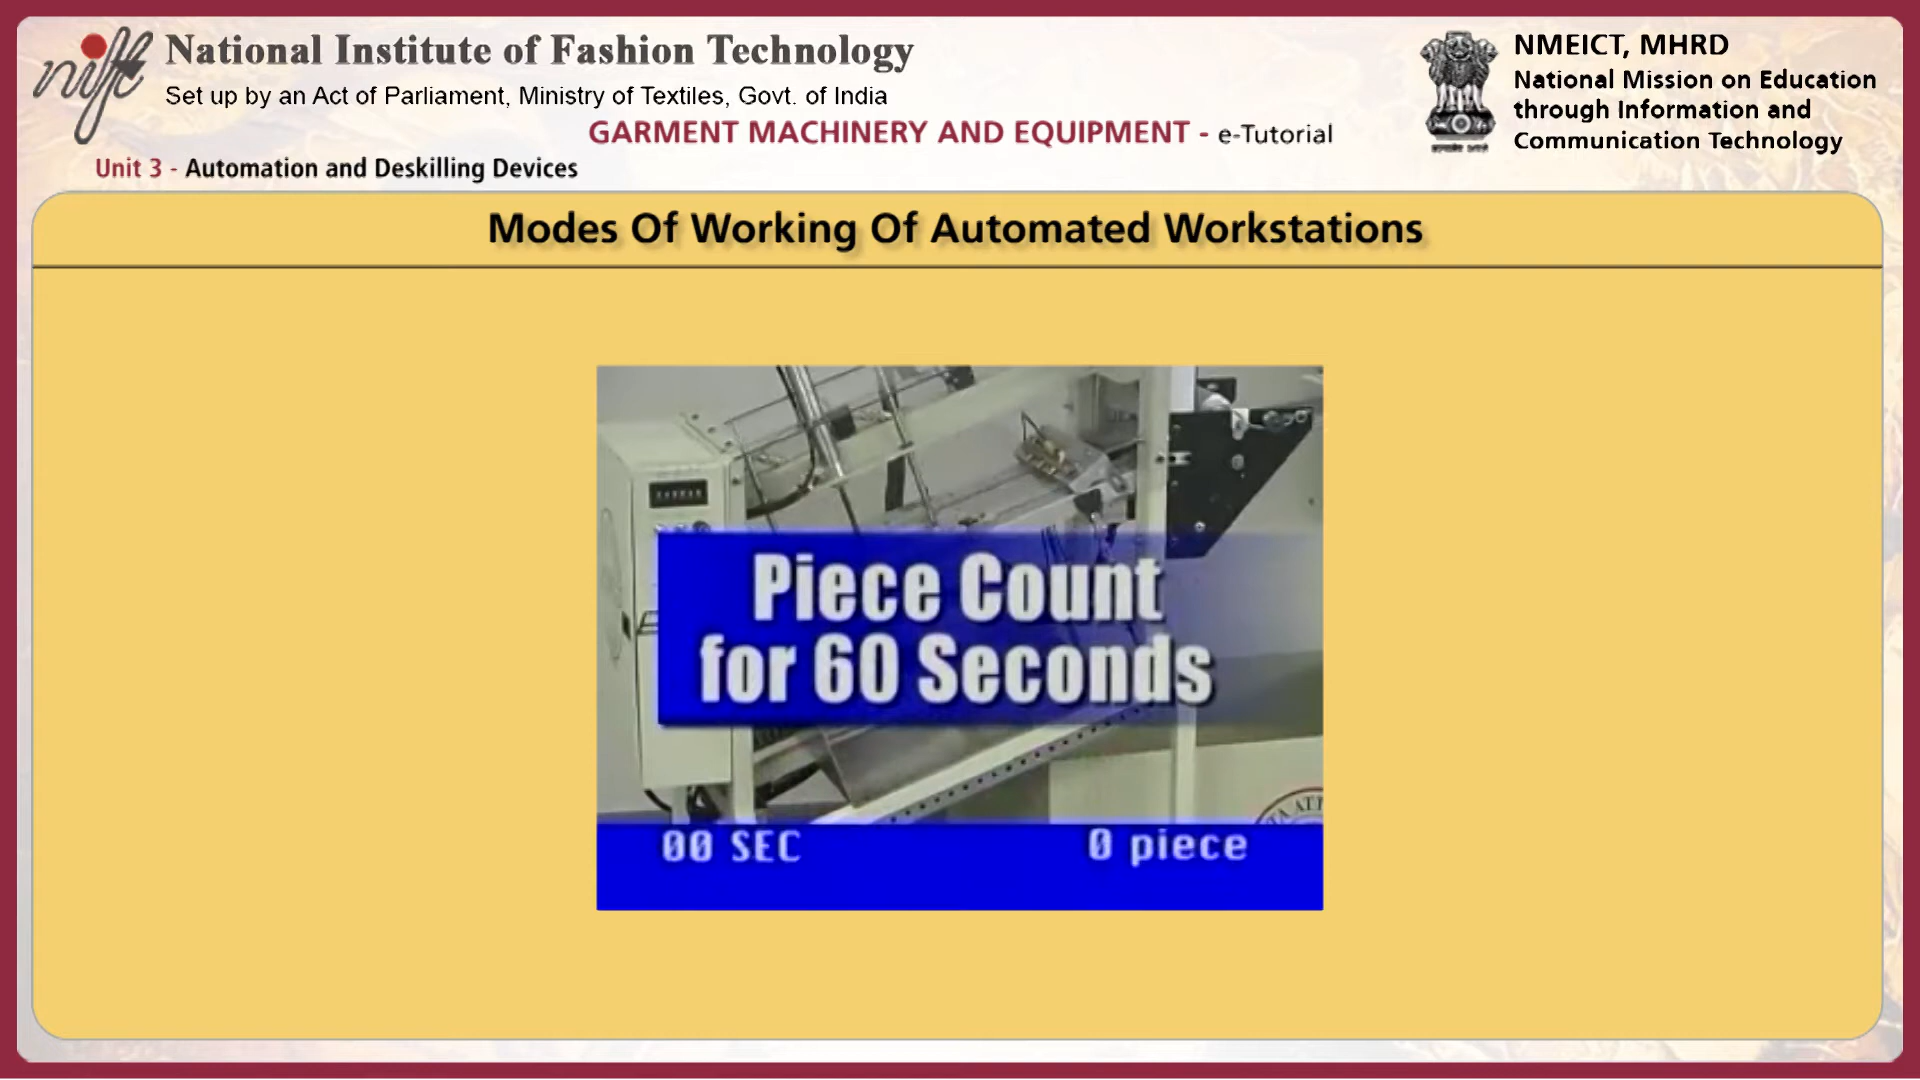 nift
National Institute of Fashion Technology
Set up by an Act of Parliament, Ministry of Textiles, Govt. of India
GARMENT MACHINERY AND EQUIPMENT - e-Tutorial
Unit 3 - Automation and Deskilling Devices
NMEICT, MHRD
National Mission on Education
through Information and
Communication Technology
Modes Of Working Of Automated Workstations
Piece Count
for 60 Seconds
00 SEC
0 piece